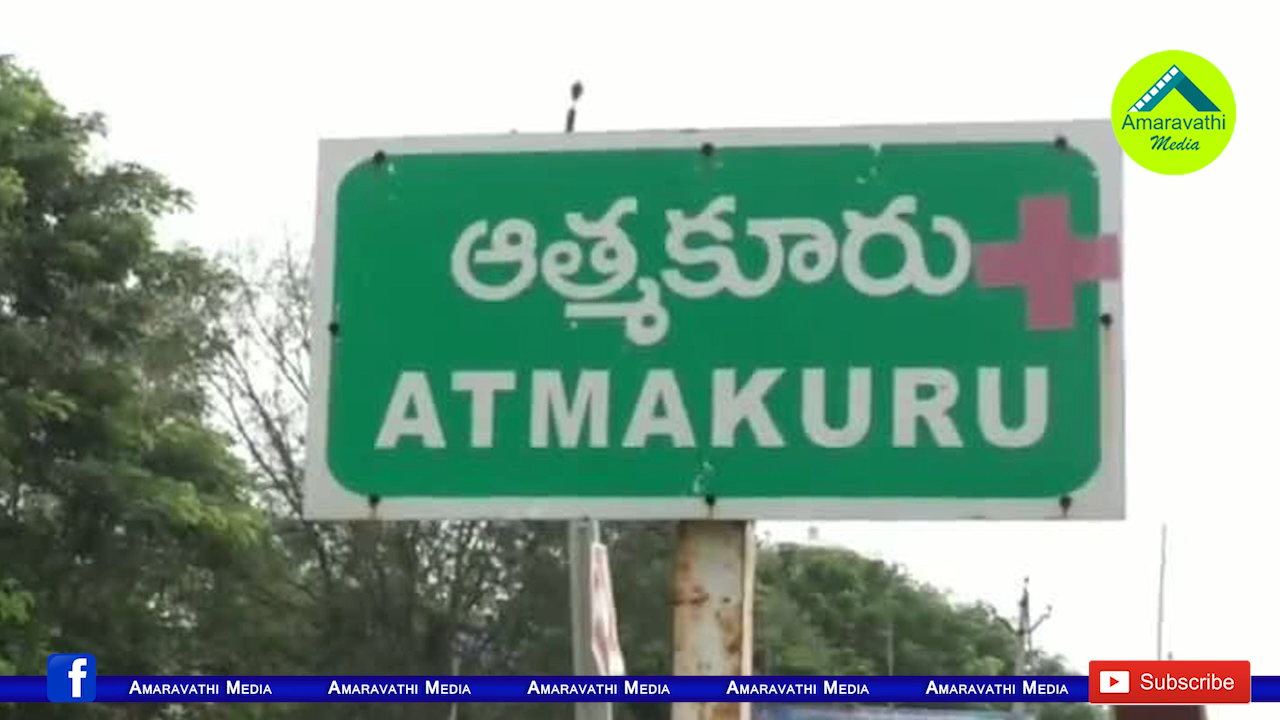 Amaravathi
Media
ఆత్మకూరు
ATMAKURU
f Amaravathi Media Amaravathi Media Amaravathi Media Amaravathi Media Amaravathi Media Subscribe